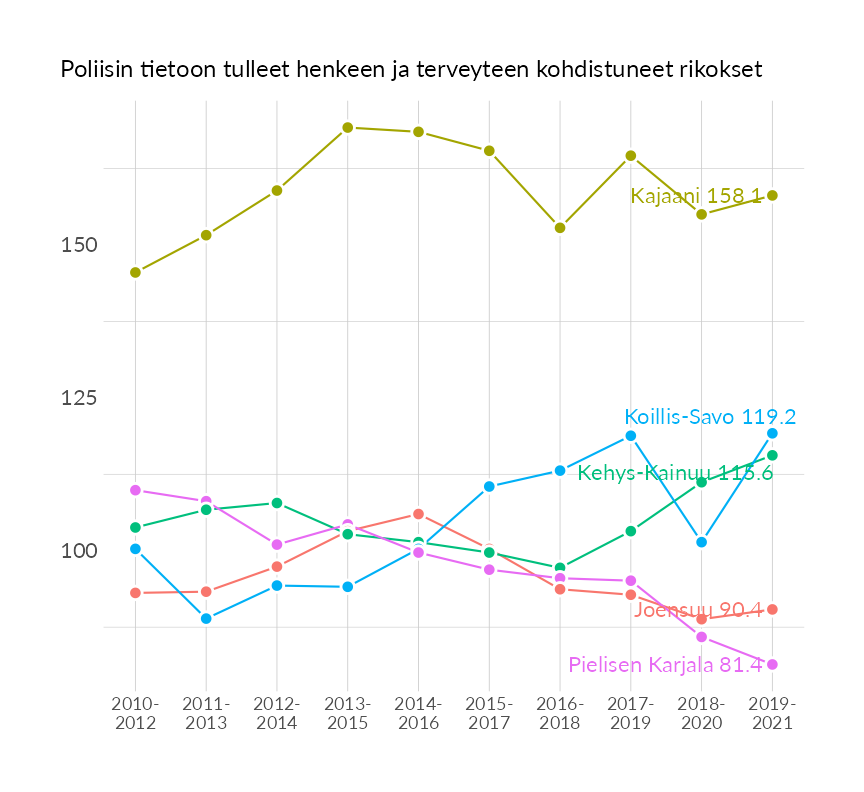 Poliisin tietoon tulleet henkeen ja terveyteen kohdistuneet rikokset
Kajaani 158.1
150
125
Koillis-Savo 119.2
Kehys-Kainuu 115.6
100
Joensuu 90.4
Pielisen Karjala 81.4
2010- 2011- 2012- 2013- 2014- 2015- 2016- 2017- 2018- 2019-
2012 2013 2014 2015 2016 2017 2018 2019 2020 2021